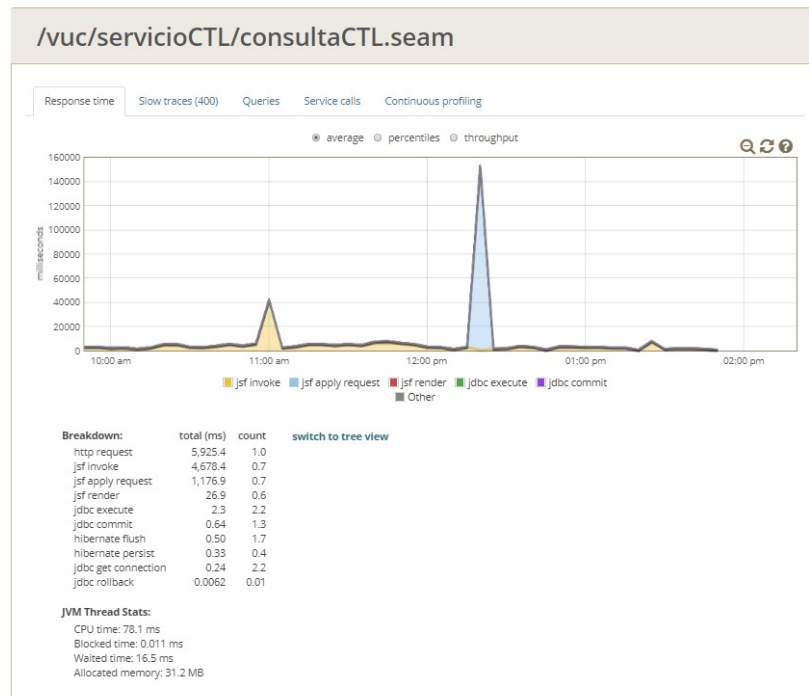 /vuc/servicioCTL/consultaCTL.seam
Response time Slow traces (400) Queries Service calls Continuous profiling
average percentiles throughput
160000
140000
120000
100000
80000
60000
40000
20000
0
milliseconds
10:00 am 11:00 am 12:00 pm 01:00 pm 02:00 pm
jsf invoke jsf apply request jsf render jdbc execute jdbc commit
Other
Breakdown: total (ms) count switch to tree view
http request 5,925.4 1.0
jsf invoke 4,678.4 0.7
jsf apply request 1,176.9 0.7
jsf render 26.9 0.6
jdbc execute 2.3 2.2
jdbc commit 0.64 1.3
hibernate flush 0.50 1.7
hibernate persist 0.33 0.4
jdbc get connection 0.24 2.2
jdbc rollback 0.0062 0.01
JVM Thread Stats:
CPU time: 78.1 ms
Blocked time: 0.011 ms
Waited time: 16.5 ms
Allocated memory: 31.2 MB